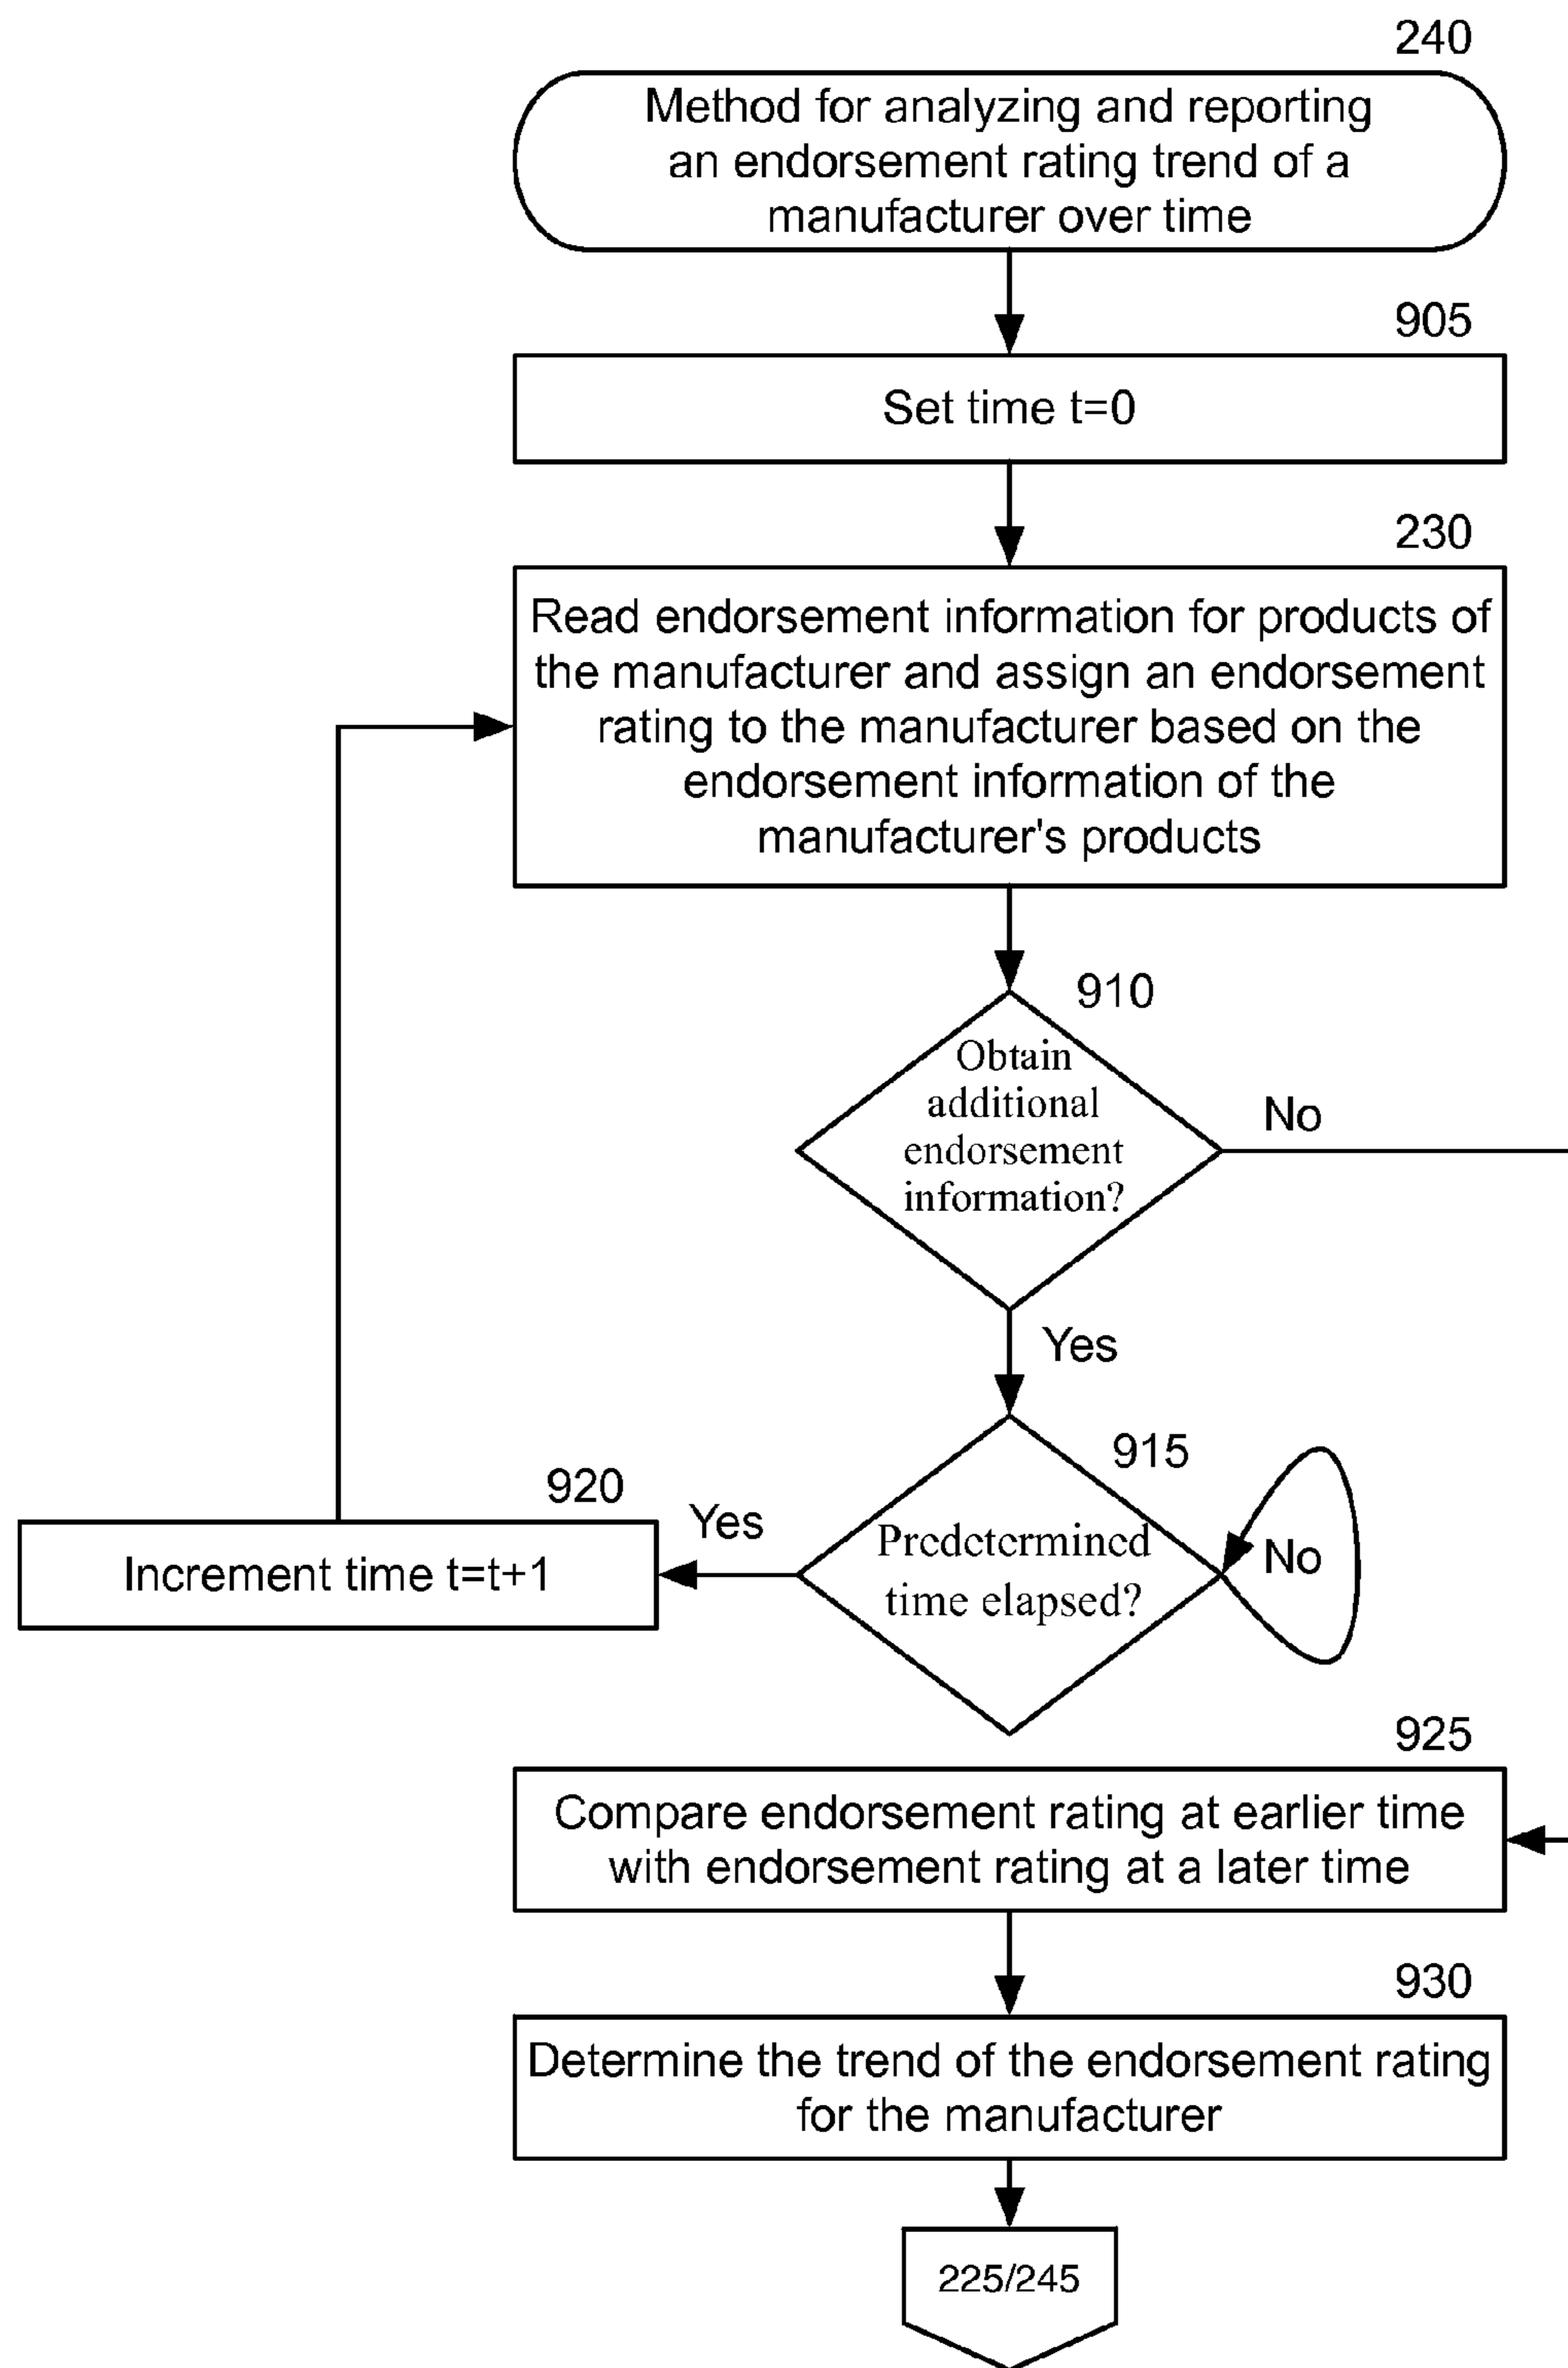 240
Method for analyzing and reporting
an endorsement rating trend of a
manufacturer over time
905
Set time t=0
230
Read endorsement information for products of
the manufacturer and assign an endorsement
rating to the manufacturer based on the
endorsement information of the
manufacturer's products
910
Obtain
additional
endorsement
information?
No
Yes
915
920
Yes
Predetermined
time elapsed?
No
Increment time t=t+1
925
Compare endorsement rating at earlier time
with endorsement rating at a later time
930
Determine the trend of the endorsement rating
for the manufacturer
225/245